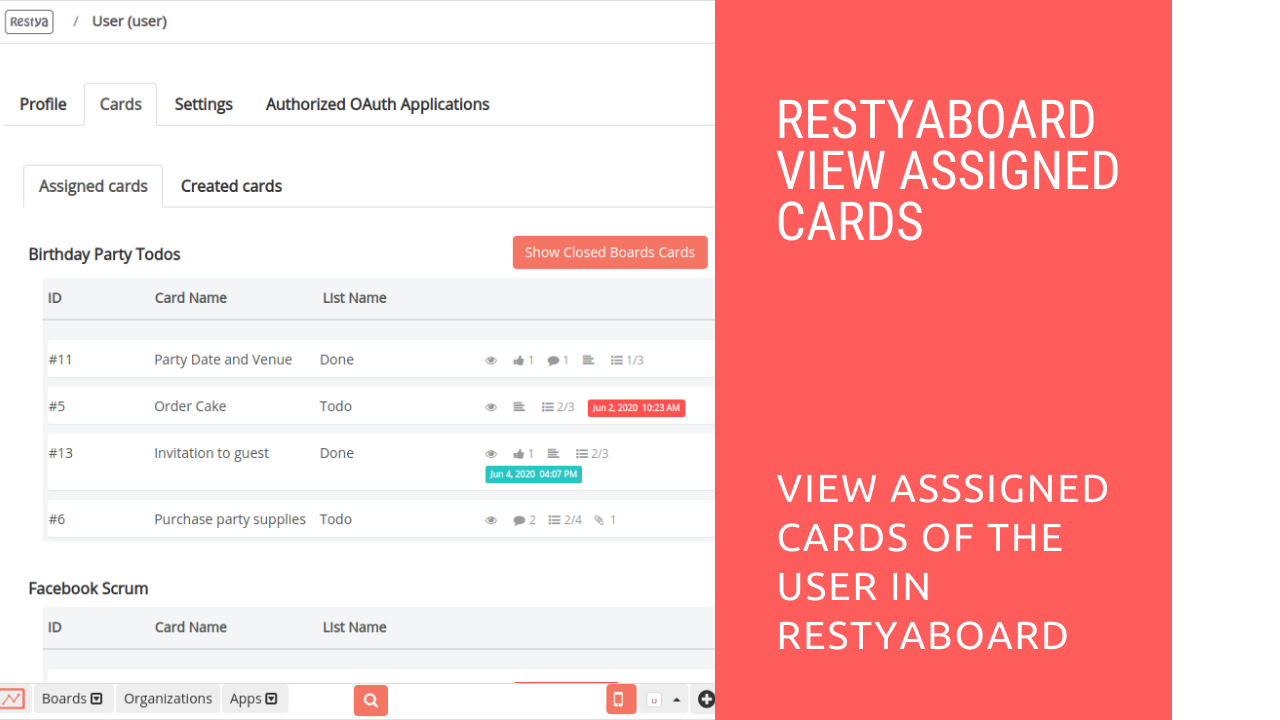 Restya / User (user)
Profile Cards Settings Authorized OAuth Applications
Assigned cards Created cards
Birthday Party Todos Show Closed Boards Cards
ID Card Name List Name
#11 Party Date and Venue Done 1 1 1/3
#5 Order Cake Todo 2/3 Jun 2, 2020 10:23 AM
#13 Invitation to guest Done 1 2/3
Jun 4, 2020 04:07 PM
#6 Purchase party supplies Todo 2 2/4 1
Facebook Scrum
ID Card Name List Name
Boards Organizations Apps U
RESTYABOARD
VIEW ASSIGNED
CARDS
VIEW ASSSIGNED
CARDS OF THE
USER IN
RESTYABOARD